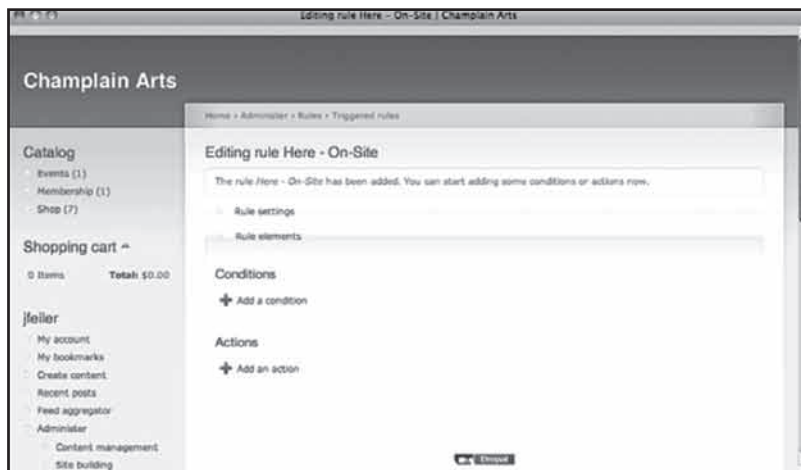 Editing rule Here - On-Site | Champlain Arts
Champlain Arts
Home › Administer › Rules › Triggered rules
Catalog
Events (1)
Membership (1)
Shop (7)
Shopping cart
0 Items Total: $0.00
jfeiler
My account
My bookmarks
Create content
Recent posts
Feed aggregator
Administer
Content management
Site building
Editing rule Here - On-Site
The rule Here - On-Site has been added. You can start adding some conditions or actions now.
Rule settings
Rule elements
Conditions
Add a condition
Actions
Add an action
Drupal